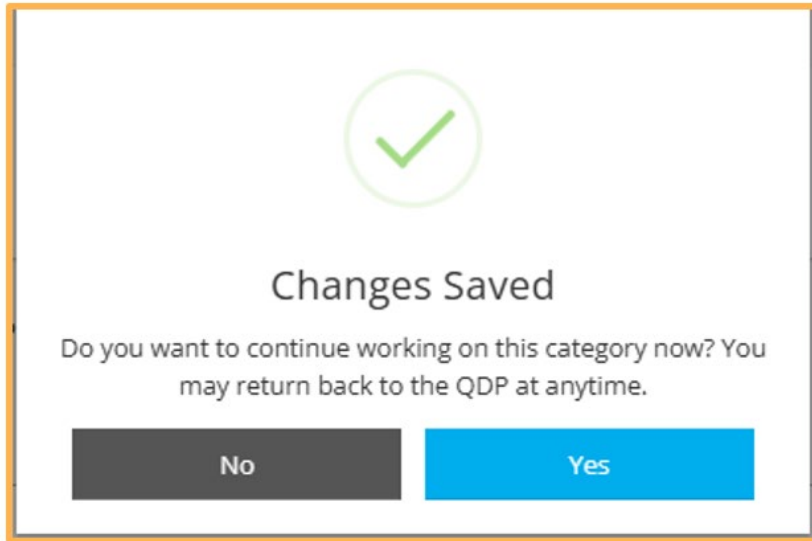 Changes Saved
Do you want to continue working on this category now? You
may return back to the QDP at anytime.
No
Yes